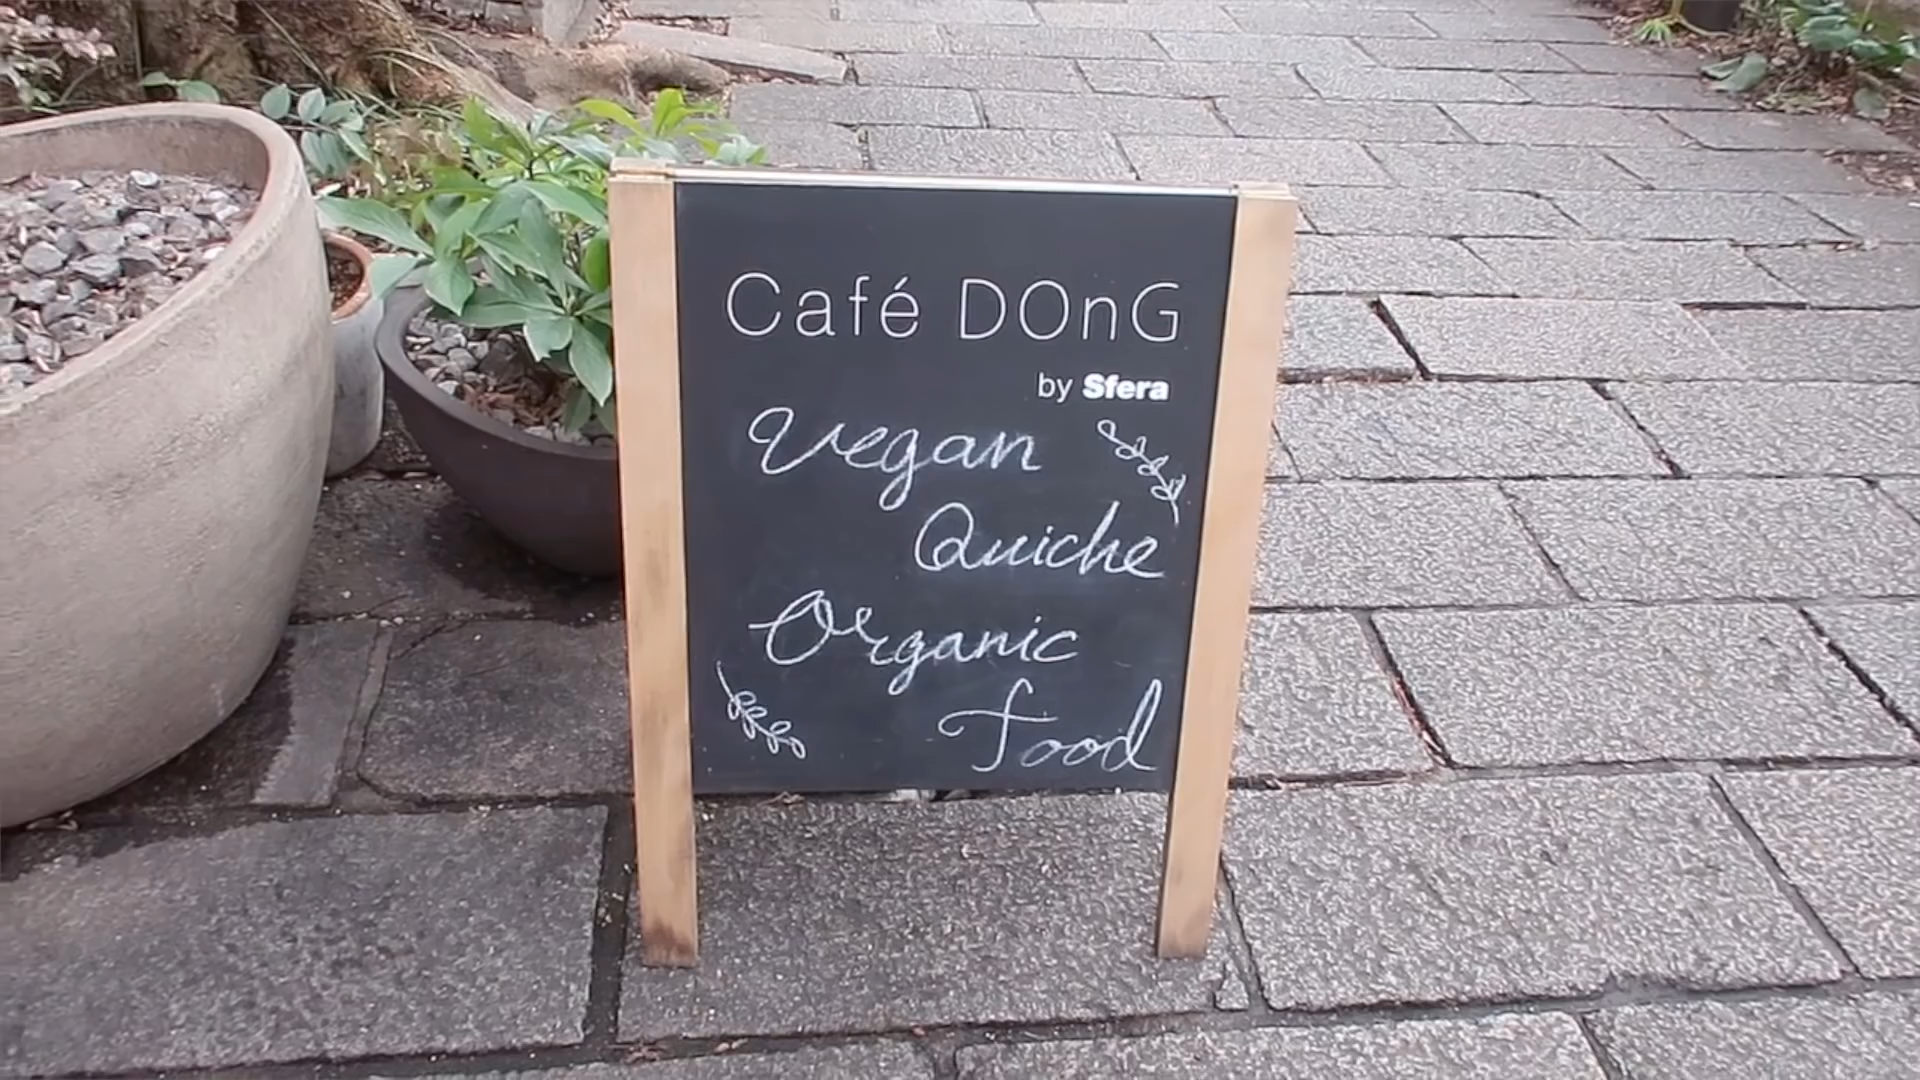 Café DOnG
by Sfera
Vegan
Quiche
Organic
food